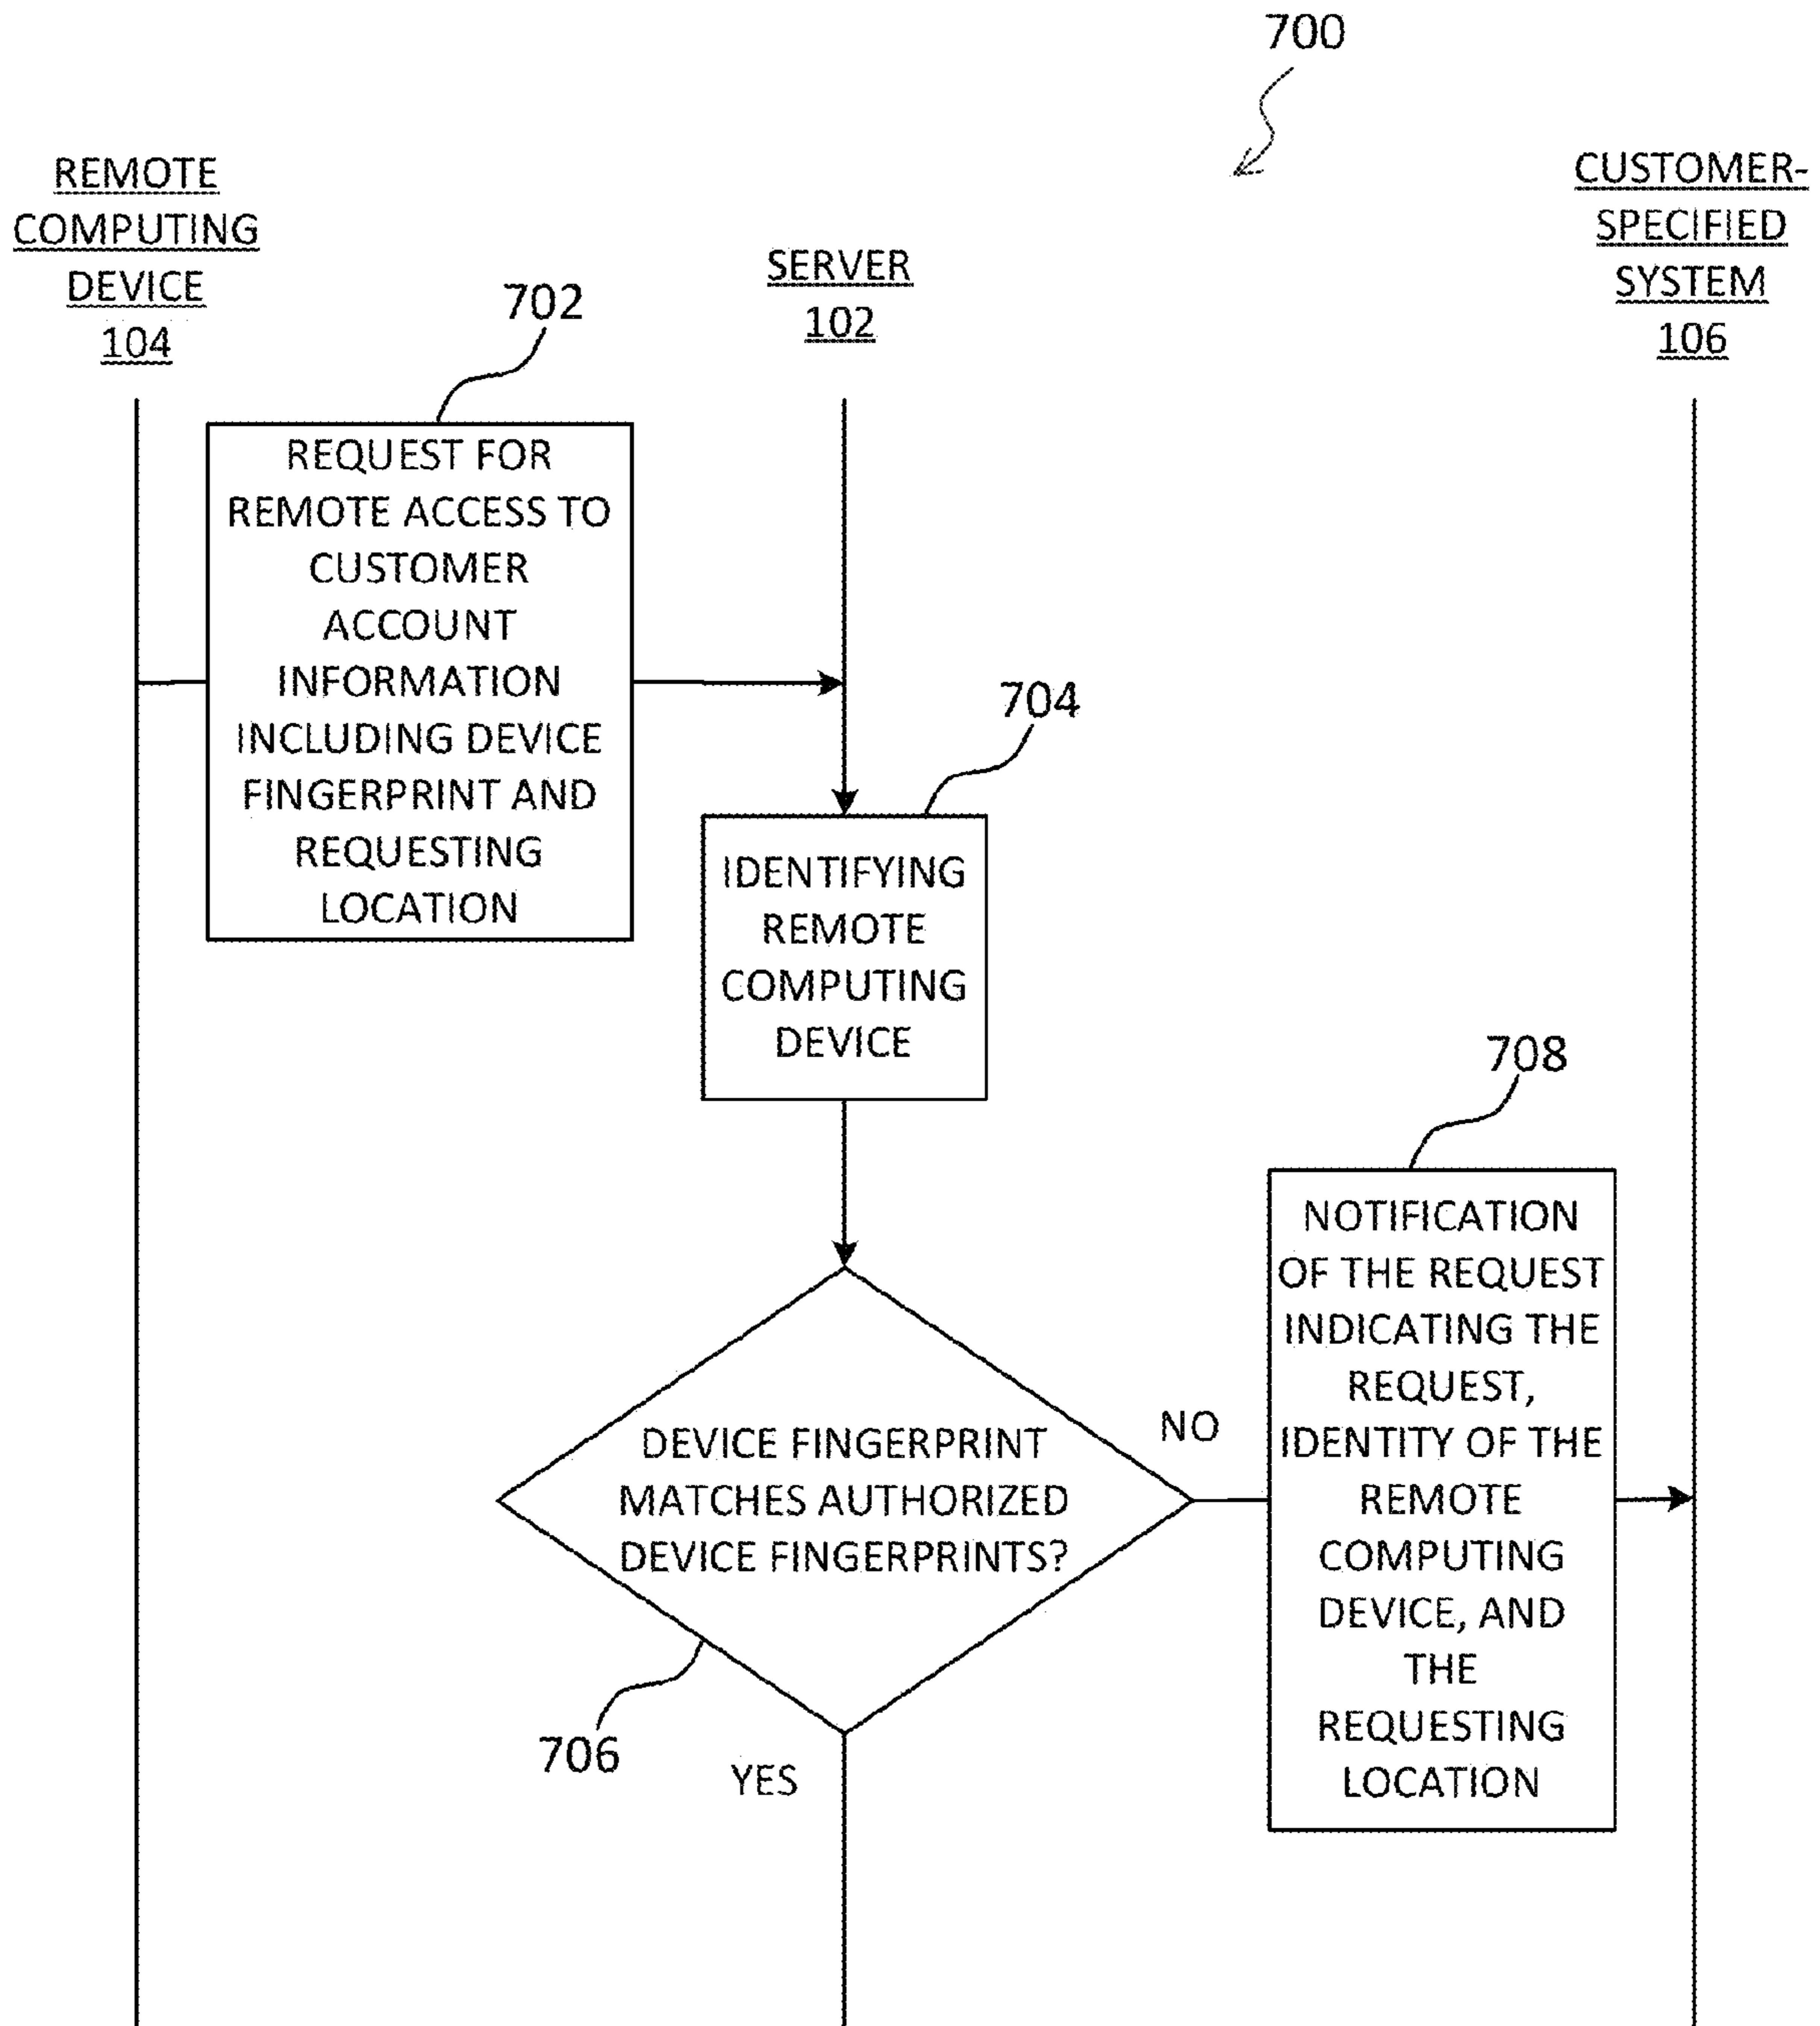 700
REMOTE
COMPUTING
DEVICE
104
SERVER
102
CUSTOMER-
SPECIFIED
SYSTEM
106
702
REQUEST FOR
REMOTE ACCESS TO
CUSTOMER
ACCOUNT
INFORMATION
INCLUDING DEVICE
FINGERPRINT AND
REQUESTING
LOCATION
704
IDENTIFYING
REMOTE
COMPUTING
DEVICE
706
DEVICE FINGERPRINT
MATCHES AUTHORIZED
DEVICE FINGERPRINTS?
NO
YES
708
NOTIFICATION
OF THE REQUEST
INDICATING THE
REQUEST,
IDENTITY OF THE
REMOTE
COMPUTING
DEVICE, AND
THE
REQUESTING
LOCATION